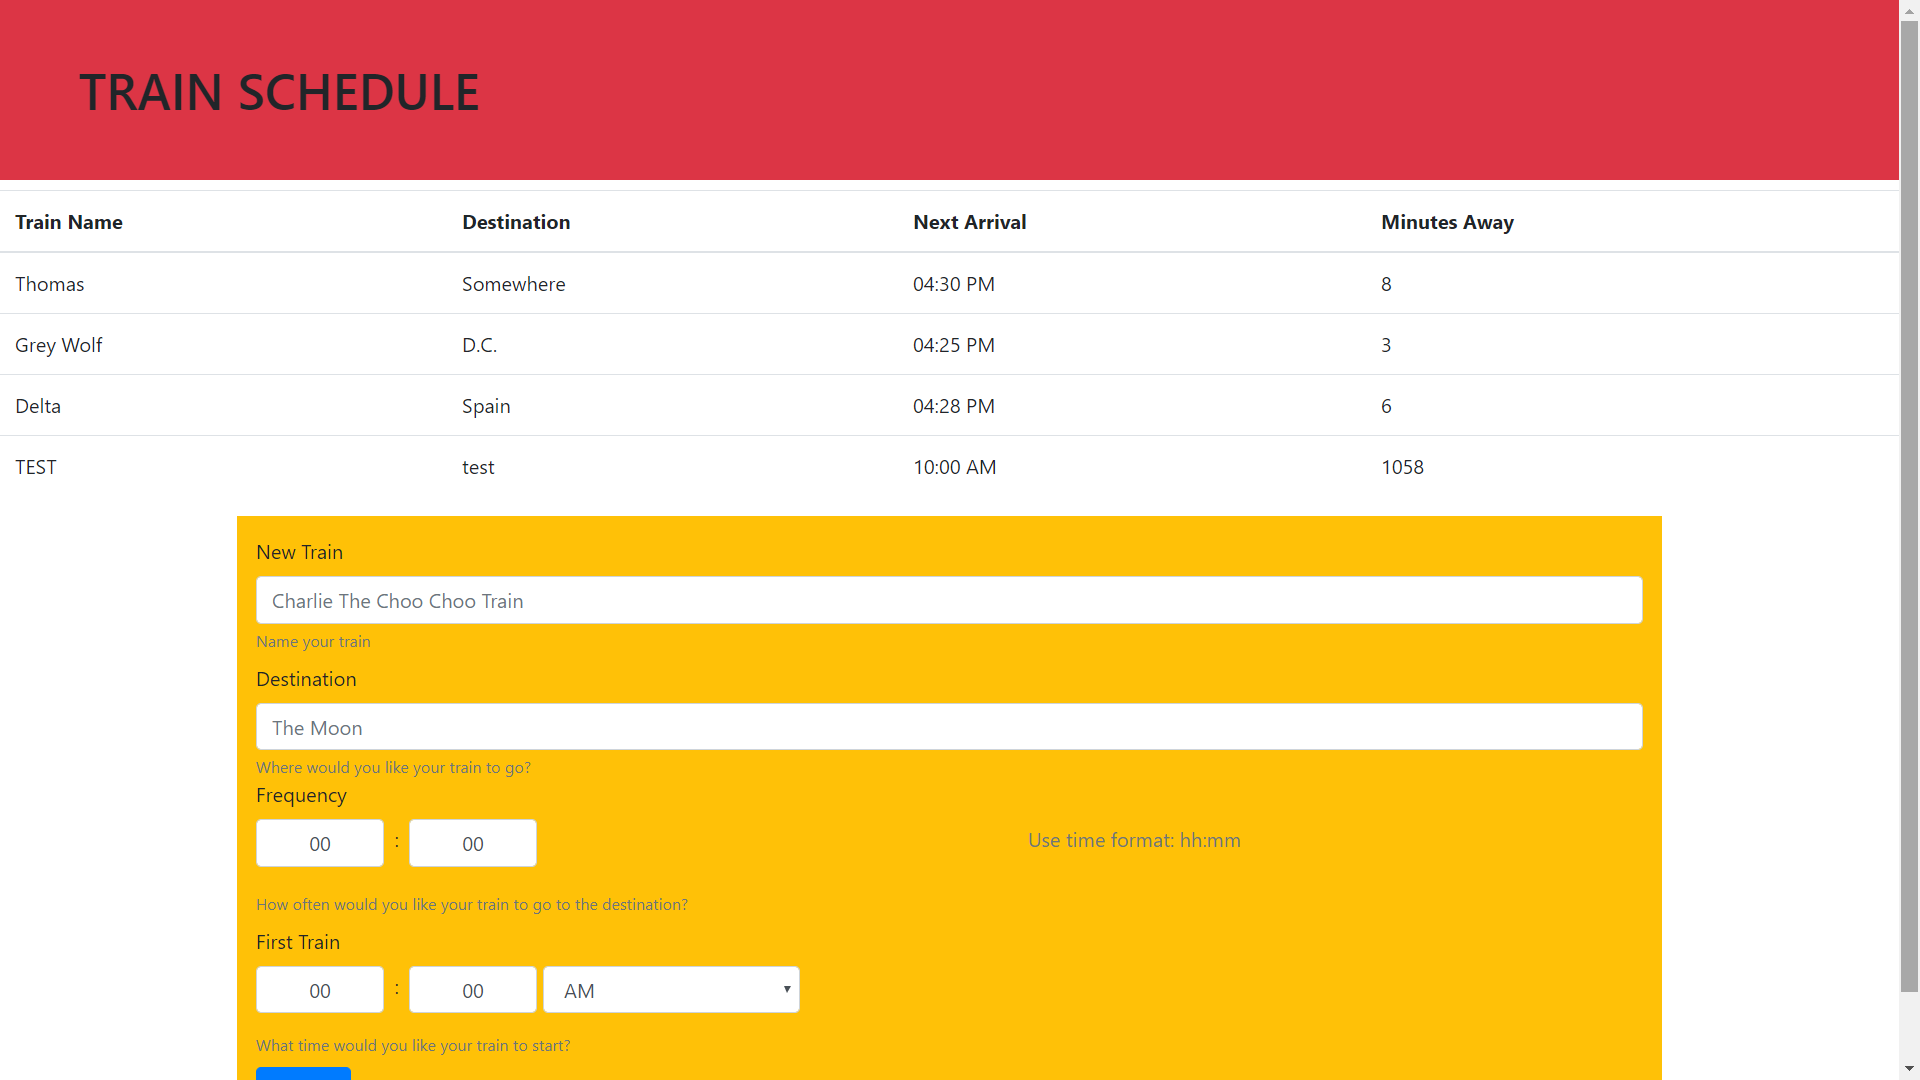 TRAIN SCHEDULE
Train Name Destination Next Arrival Minutes Away
Thomas Somewhere 04:30 PM 8
Grey Wolf D.C. 04:25 PM 3
Delta Spain 04:28 PM 6
TEST test 10:00 AM 1058
New Train
Charlie The Choo Choo Train
Name your train
Destination
The Moon
Where would you like your train to go?
Frequency
00 : 00 Use time format: hh:mm
How often would you like your train to go to the destination?
First Train
00 : 00 AM
What time would you like your train to start?